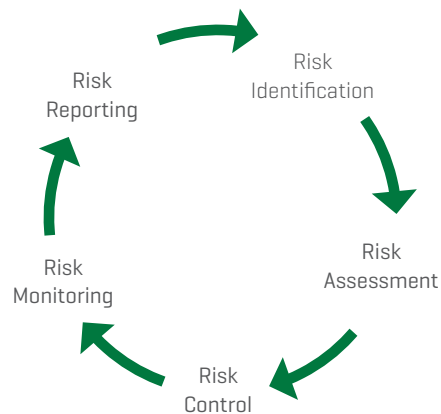 Risk
Identification
Risk
Assessment
Risk
Control
Risk
Monitoring
Risk
Reporting